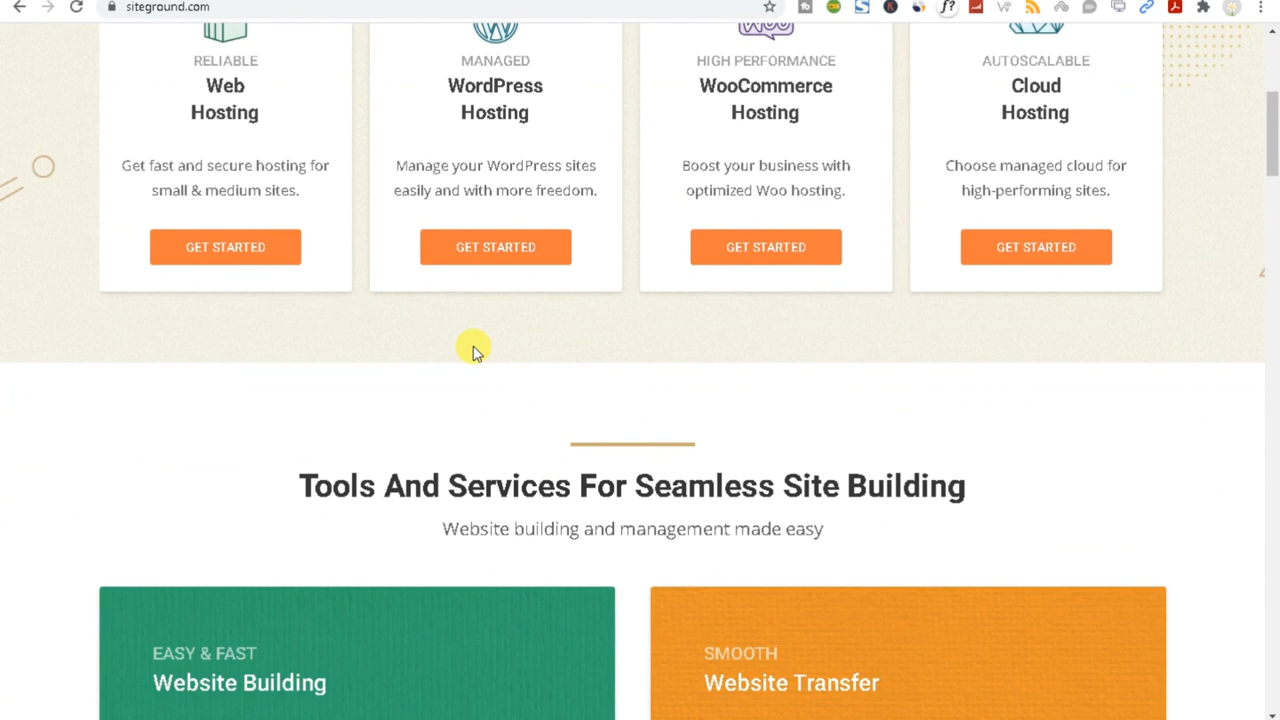 siteground.com
WOO
RELIABLE
Web
Hosting
Get fast and secure hosting for
small & medium sites.
GET STARTED
MANAGED
WordPress
Hosting
Manage your WordPress sites
easily and with more freedom.
GET STARTED
HIGH PERFORMANCE
WooCommerce
Hosting
Boost your business with
optimized Woo hosting.
GET STARTED
AUTOSCALABLE
Cloud
Hosting
Choose managed cloud for
high-performing sites.
GET STARTED
Tools And Services For Seamless Site Building
Website building and management made easy
EASY & FAST
Website Building
SMOOTH
Website Transfer